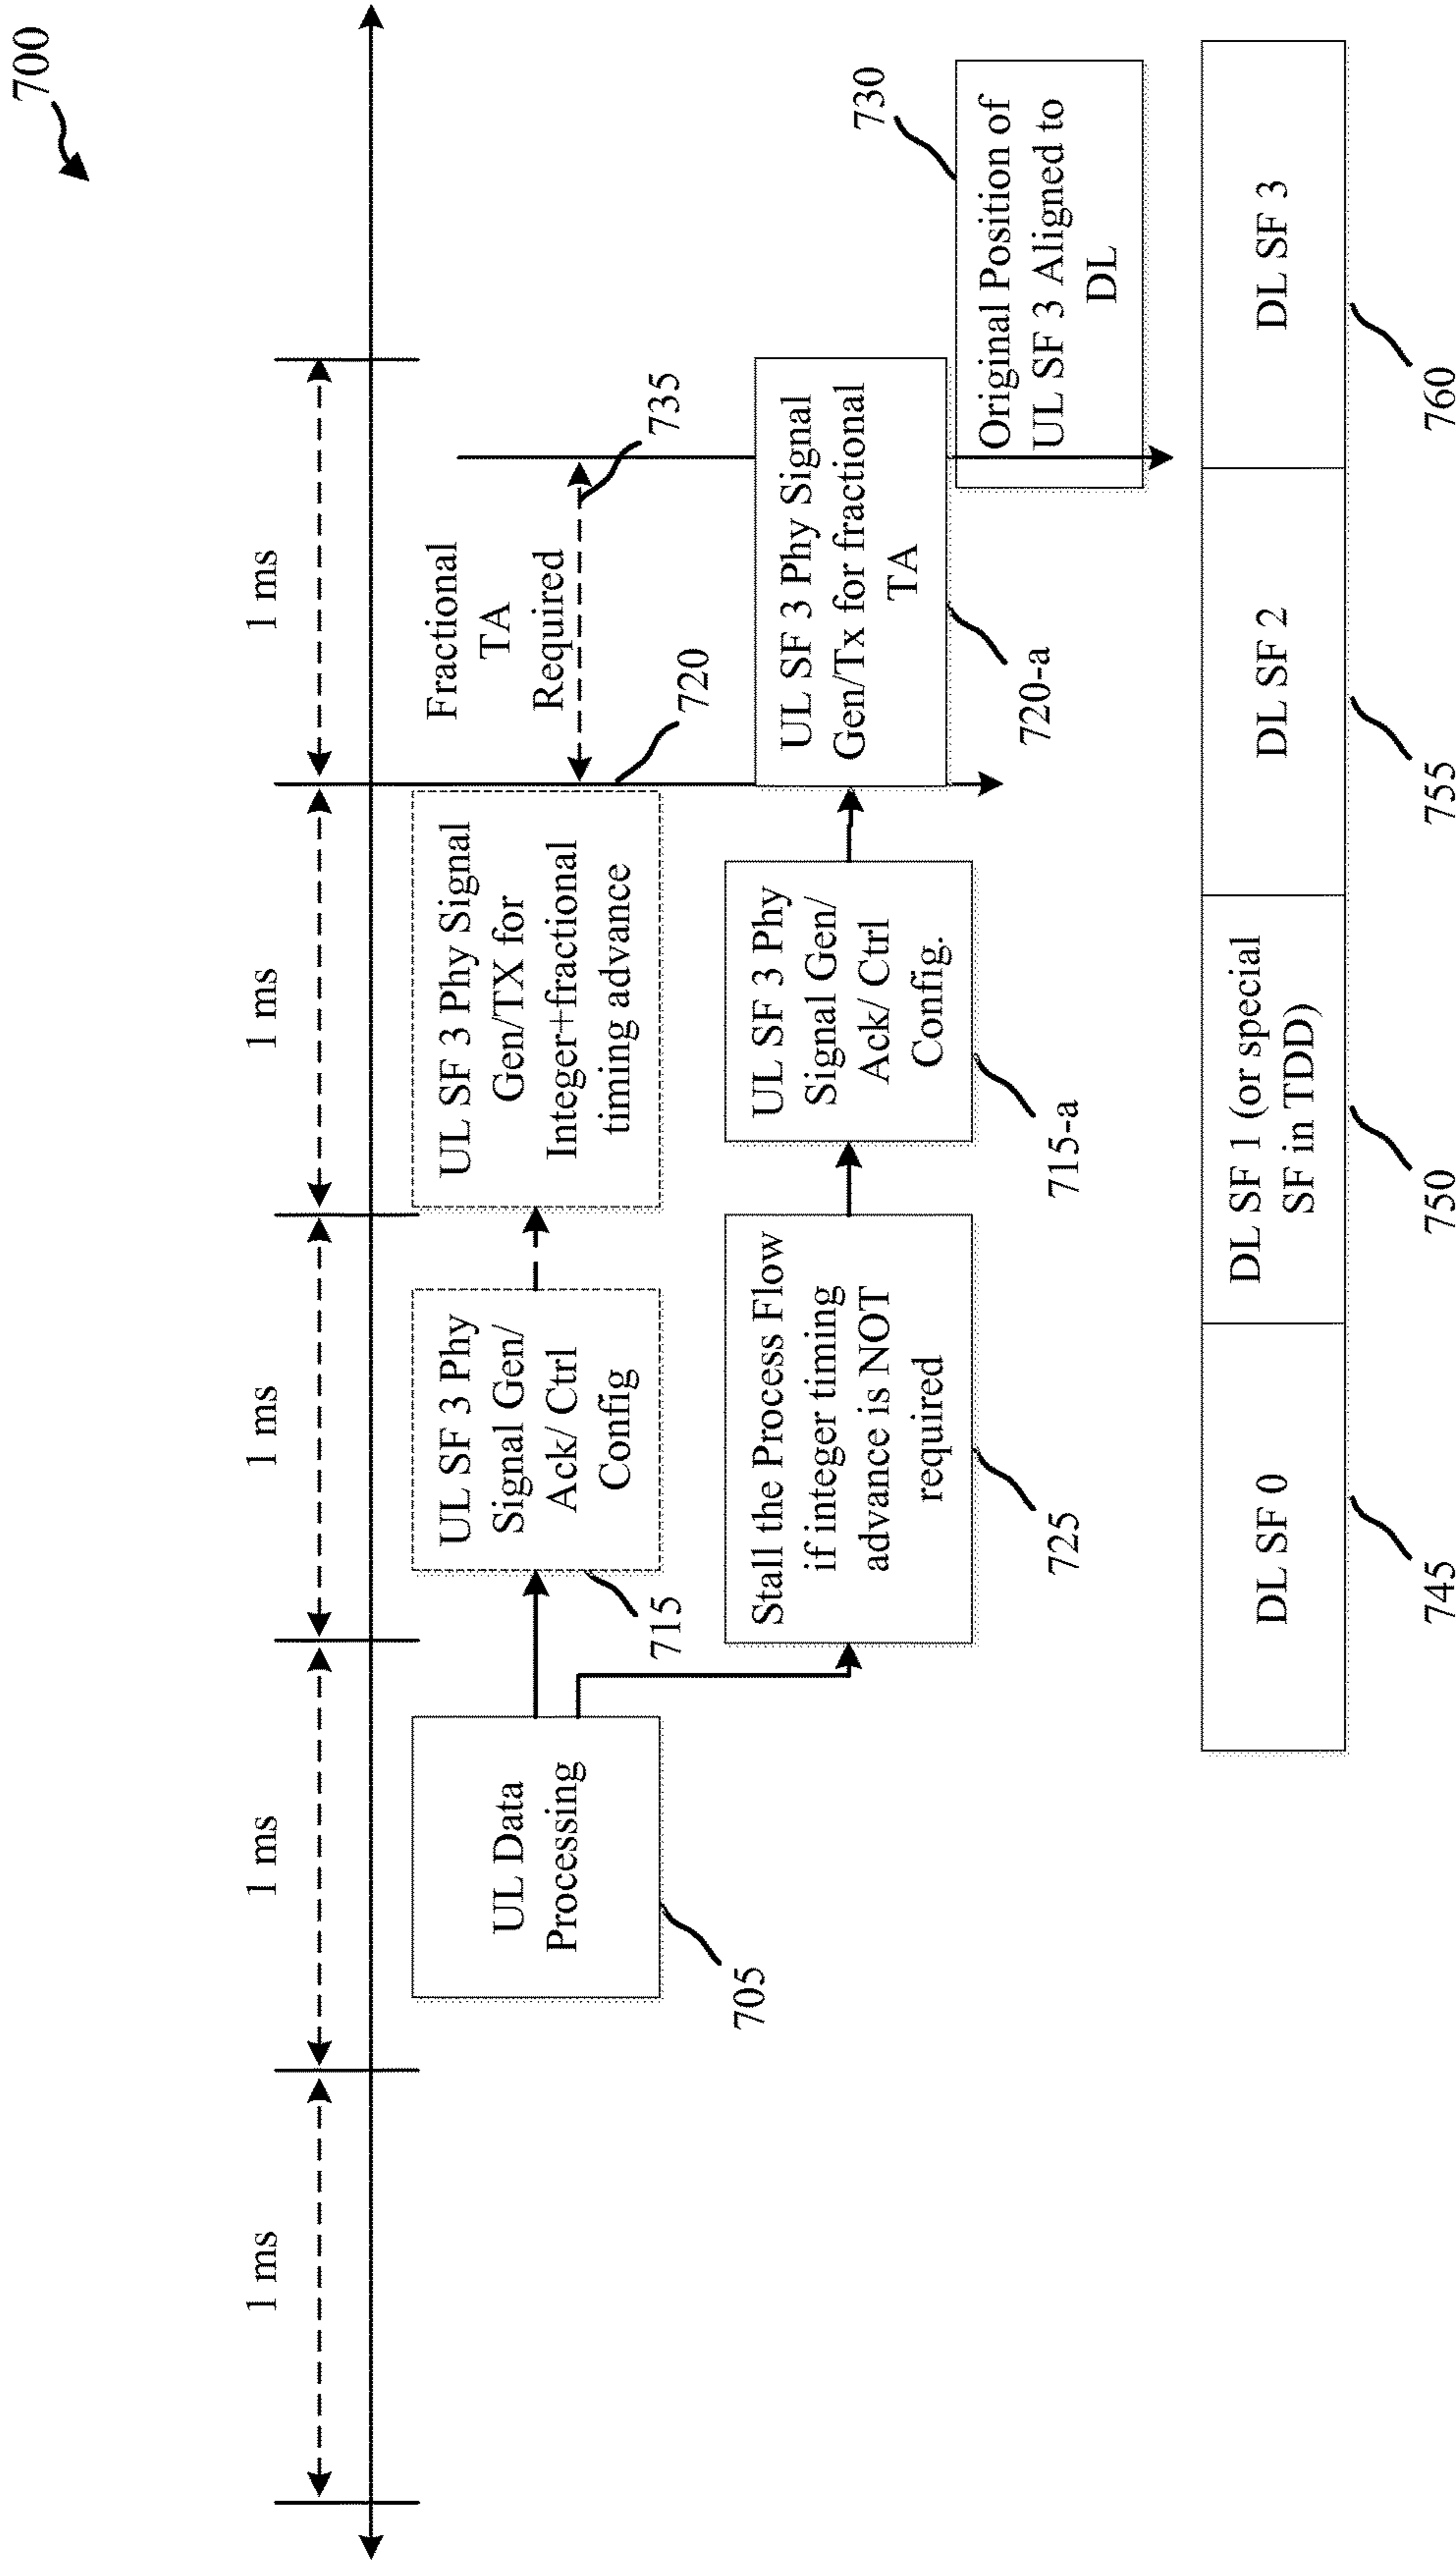 700
1 ms
1 ms
1 ms
1 ms
1 ms
UL Data
Processing
705
UL SF 3 Phy
Signal Gen/
Ack/ Ctrl
Config
715
UL SF 3 Phy Signal
Gen/TX for
Integer+fractional
timing advance
Fractional
TA
Required
735
720
Stall the Process Flow
if integer timing
advance is NOT
required
725
UL SF 3 Phy
Signal Gen/
Ack/ Ctrl
Config.
715-a
UL SF 3 Phy Signal
Gen/Tx for fractional
TA
720-a
730
Original Position of
UL SF 3 Aligned to
DL
DL SF 0
745
DL SF 1 (or special
SF in TDD)
750
DL SF 2
755
DL SF 3
760